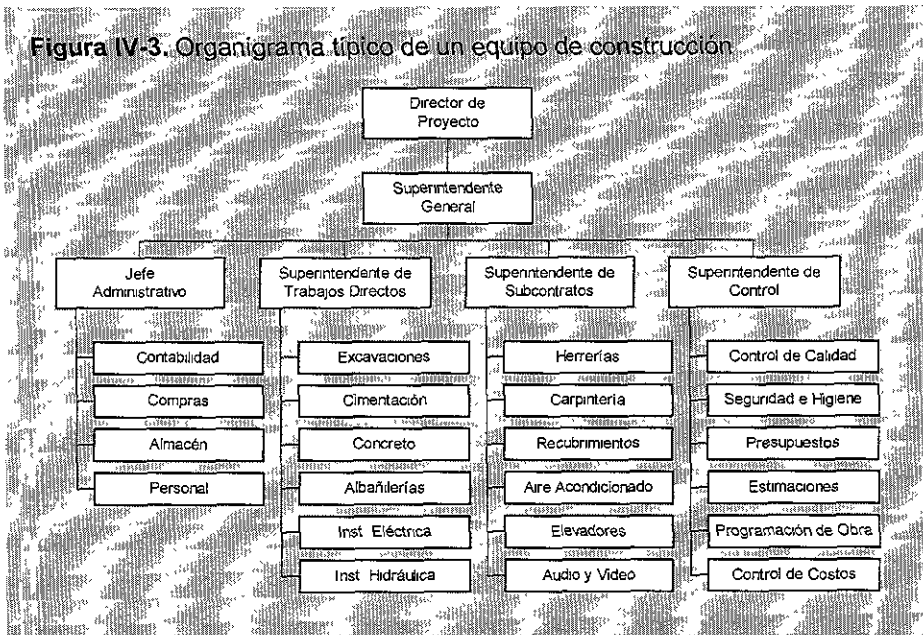 Figura IV-3. Organigrama típico de un equipo de construcción
Director de
Proyecto
Superintendente
General
Jefe
Administrativo
Contabilidad
Compras
Almacén
Personal
Superintendente de
Trabajos Directos
Excavaciones
Cimentación
Concreto
Albañilerías
Inst Eléctrica
Inst Hidráulica
Superintendente de
Subcontratos
Herrerías
Carpintería
Recubrimientos
Aire Acondicionado
Elevadores
Audio y Video
Superintendente de
Control
Control de Calidad
Seguridad e Higiene
Presupuestos
Estimaciones
Programación de Obra
Control de Costos